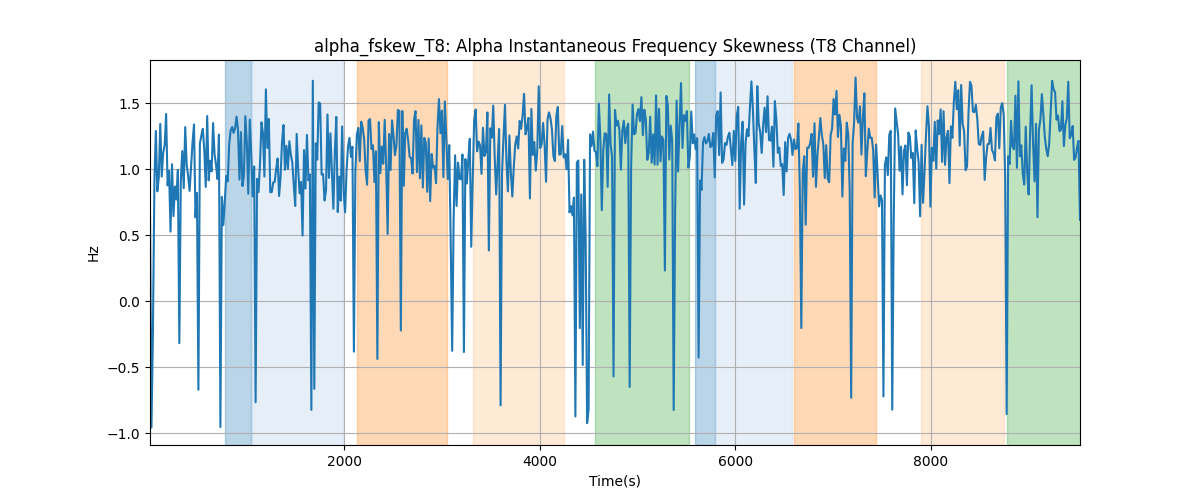 alpha_fskew_T8: Alpha Instantaneous Frequency Skewness (T8 Channel)
1.5
1.0
0.5
0.0
−0.5
−1.0
Hz
2000 4000 6000 8000
Time(s)